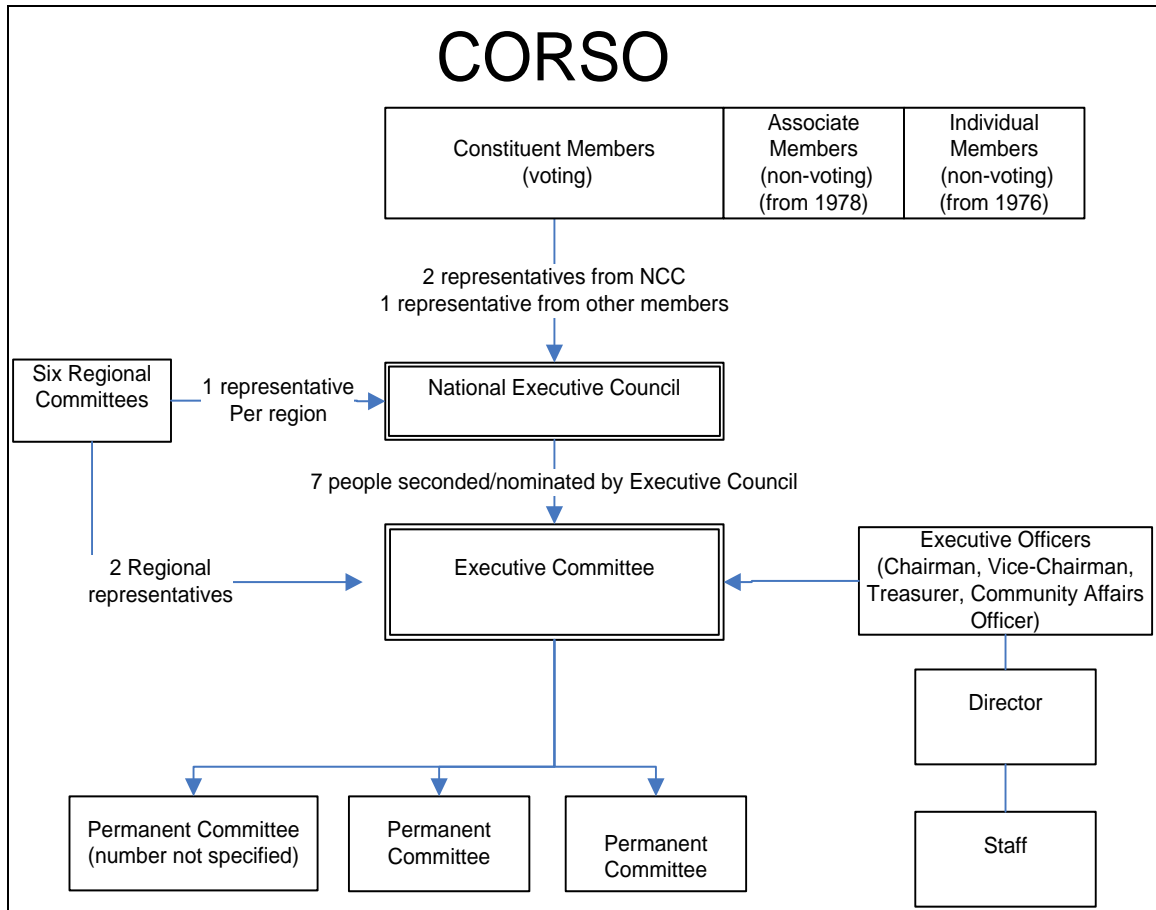 CORSO
Constituent Members
(voting)
Associate
Members
(non-voting)
(from 1978)
Individual
Members
(non-voting)
(from 1976)
2 representatives from NCC
1 representative from other members
Six Regional
Committees
1 representative
Per region
National Executive Council
7 people seconded/nominated by Executive Council
2 Regional
representatives
Executive Committee
Executive Officers
(Chairman, Vice-Chairman,
Treasurer, Community Affairs
Officer)
Director
Permanent Committee
(number not specified)
Permanent
Committee
Permanent
Committee
Staff